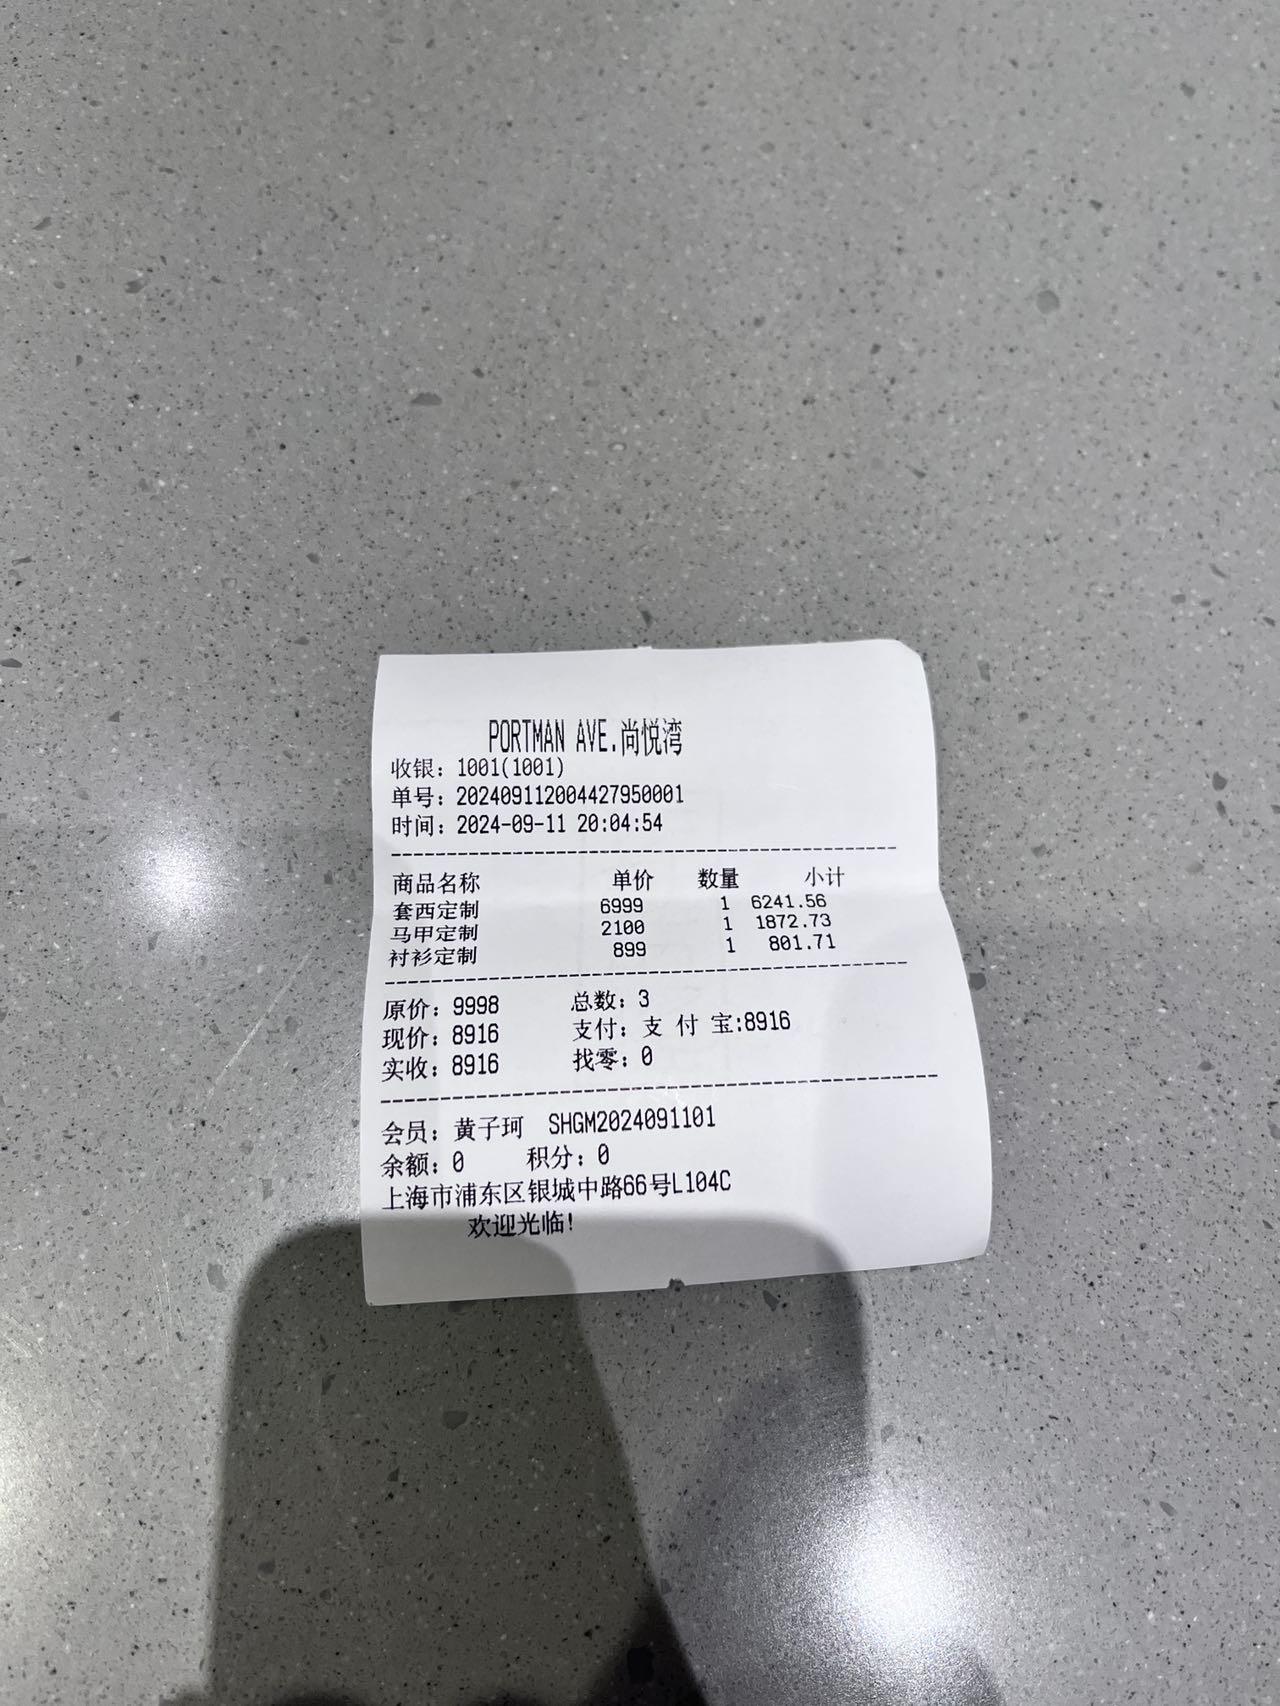 PORTMAN AVE.尚悦湾
收银：1001(1001)
单号：202409112004427950001
时间：2024-09-11 20:04:54
商品名称 单价 数量 小计
套西定制 6999 1 6241.56
马甲定制 2100 1 1872.73
衬衫定制 899 1 801.71
原价：9998 总数：3
现价：8916 支付：支 付 宝:8916
实收：8916 找零：0
会员：黄子珂 SHGM2024091101
余额：0 积分：0
上海市浦东区银城中路66号L104C
欢迎光临!